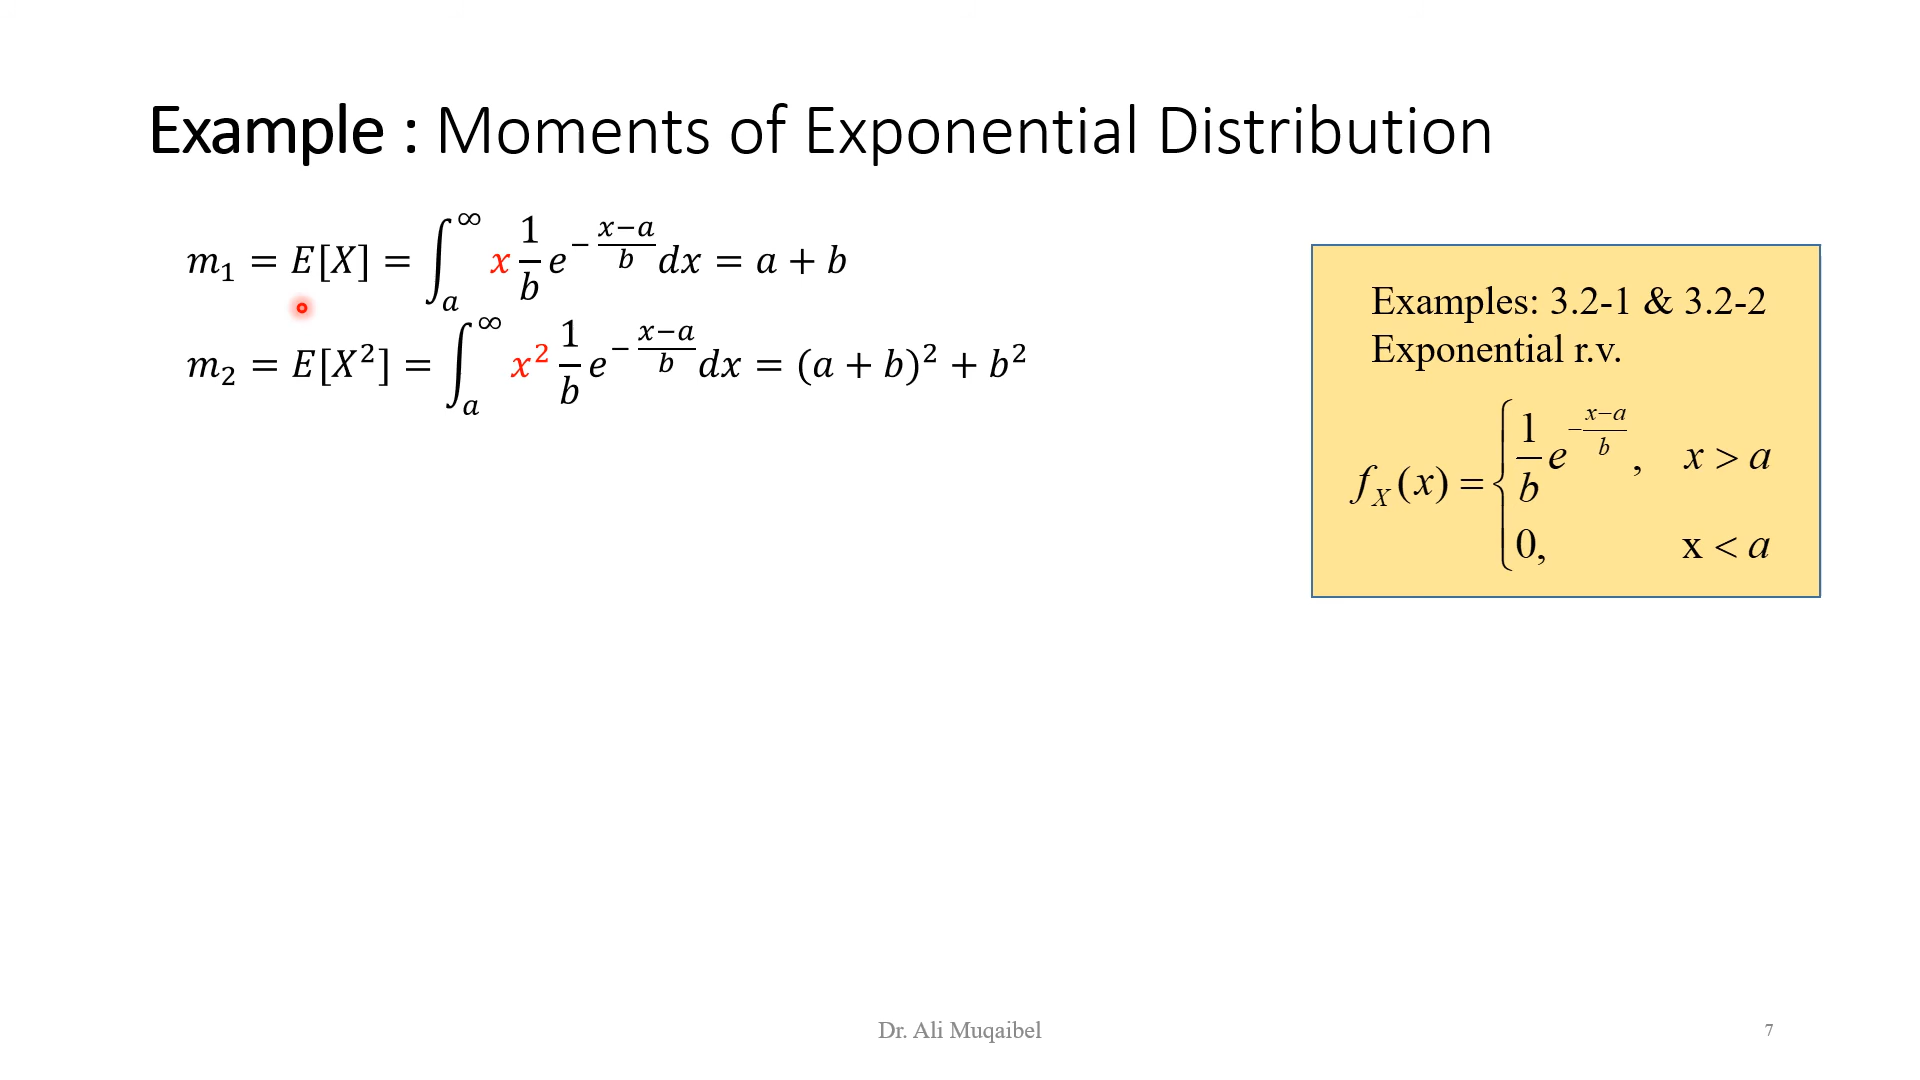 Example : Moments of Exponential Distribution
m₁ = E[X] = ∫ₐ^∞ x (1/b) e^(−(x−a)/b) dx = a + b
m₂ = E[X²] = ∫ₐ^∞ x² (1/b) e^(−(x−a)/b) dx = (a + b)² + b²
Examples: 3.2-1 & 3.2-2
Exponential r.v.
f_X(x) = { (1/b) e^(−(x−a)/b), x > a
0, x < a
Dr. Ali Muqaibel
7